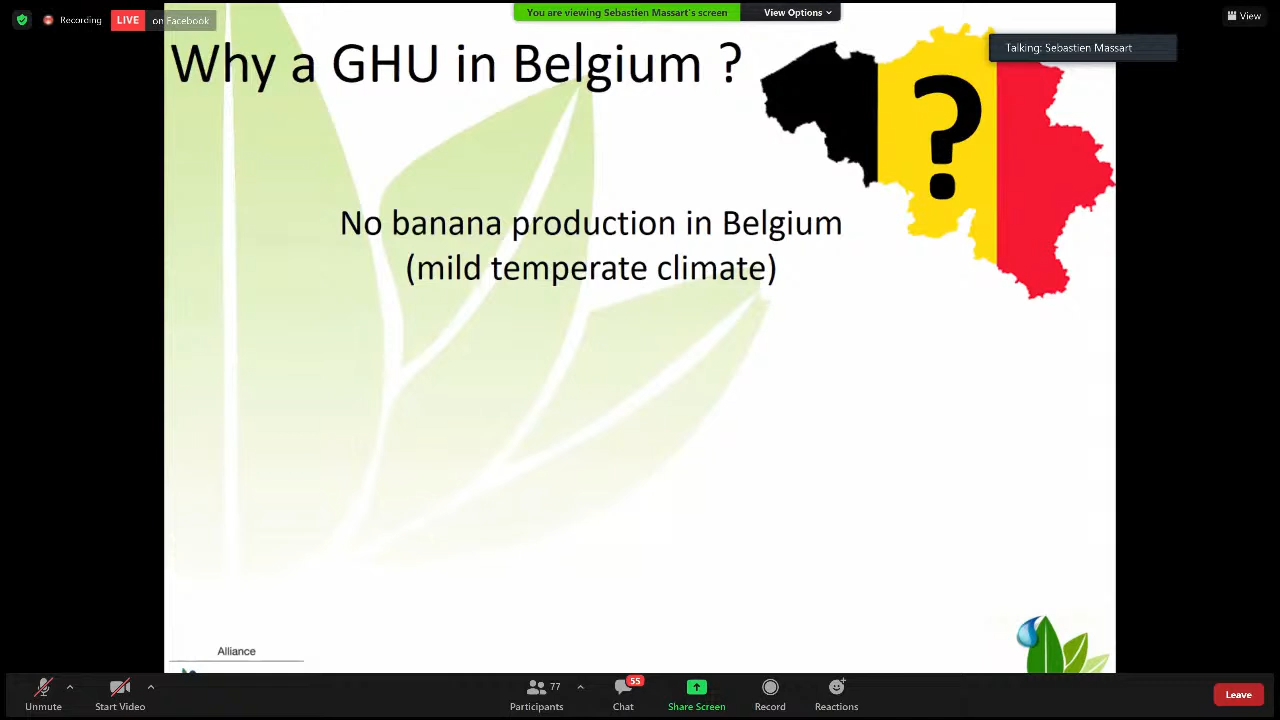 Recording
LIVE
on Facebook
You are viewing Sebastien Massart's screen
View Options
View
Talking: Sebastien Massart
Why a GHU in Belgium ?
?
No banana production in Belgium
(mild temperate climate)
Alliance
Unmute
Start Video
77
Participants
55
Chat
Share Screen
Record
Reactions
Leave